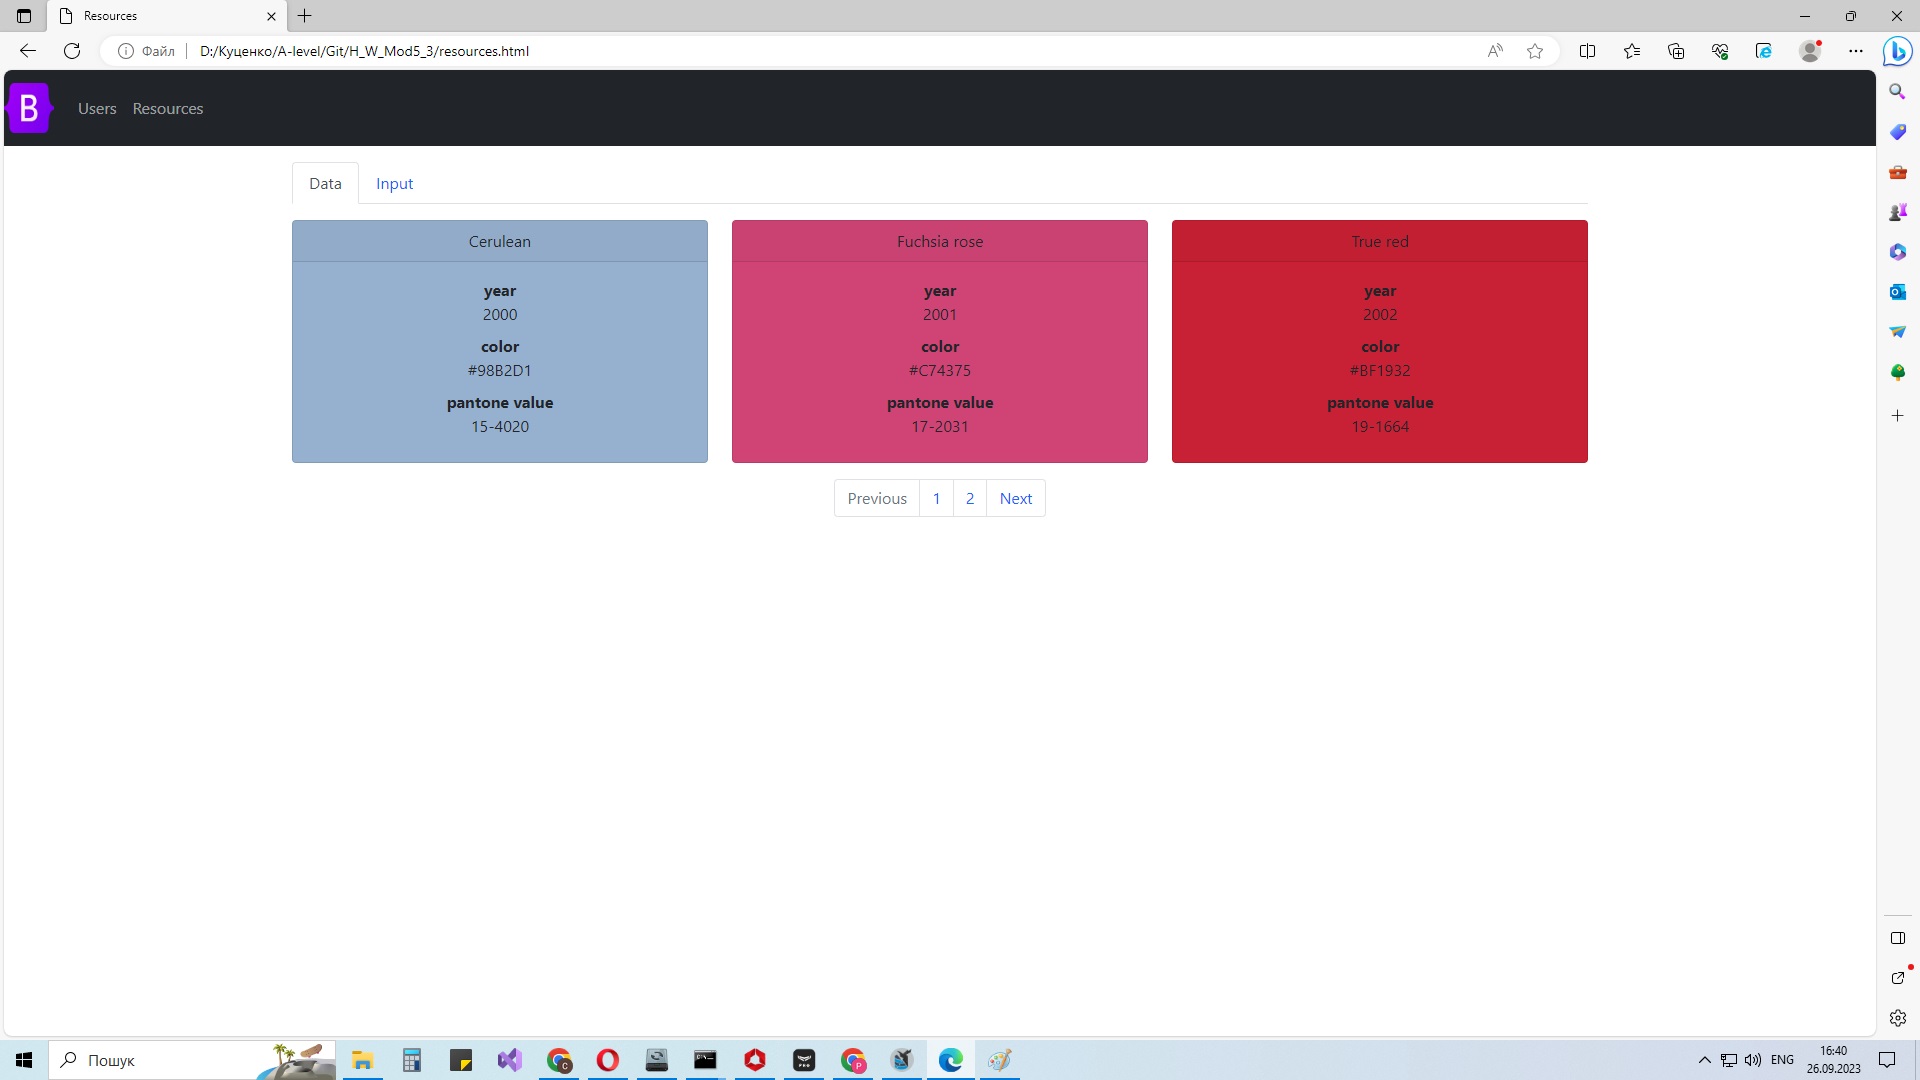 Resources
Файл
D:/Куценко/A-level/Git/H_W_Mod5_3/resources.html
B
Users
Resources
Data
Input
Cerulean
year
2000
color
#98B2D1
pantone value
15-4020
Fuchsia rose
year
2001
color
#C74375
pantone value
17-2031
True red
year
2002
color
#BF1932
pantone value
19-1664
Previous
1
2
Next
Пошук
ENG
16:40
26.09.2023